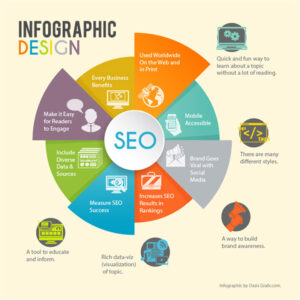 INFOGRAPHIC
DESIGN
Used Worldwide
On the Web and
in Print
Quick and fun way to
learn about a topic
without a lot of reading.
Every Business
Benefits
Make it Easy
for Readers
to Engage
Mobile
Accessible
SEO
</>
There are many
different styles.
Include
Diverse Data &
Sources
Brand Goes
Viral with
Social
Media
Measure SEO
Success
Increases SEO
Results in
Rankings
A way to build
brand awareness.
A tool to educate
and inform.
Rich data-viz
(visualization)
of topic.
Infographic by Oasis Grafx.com.